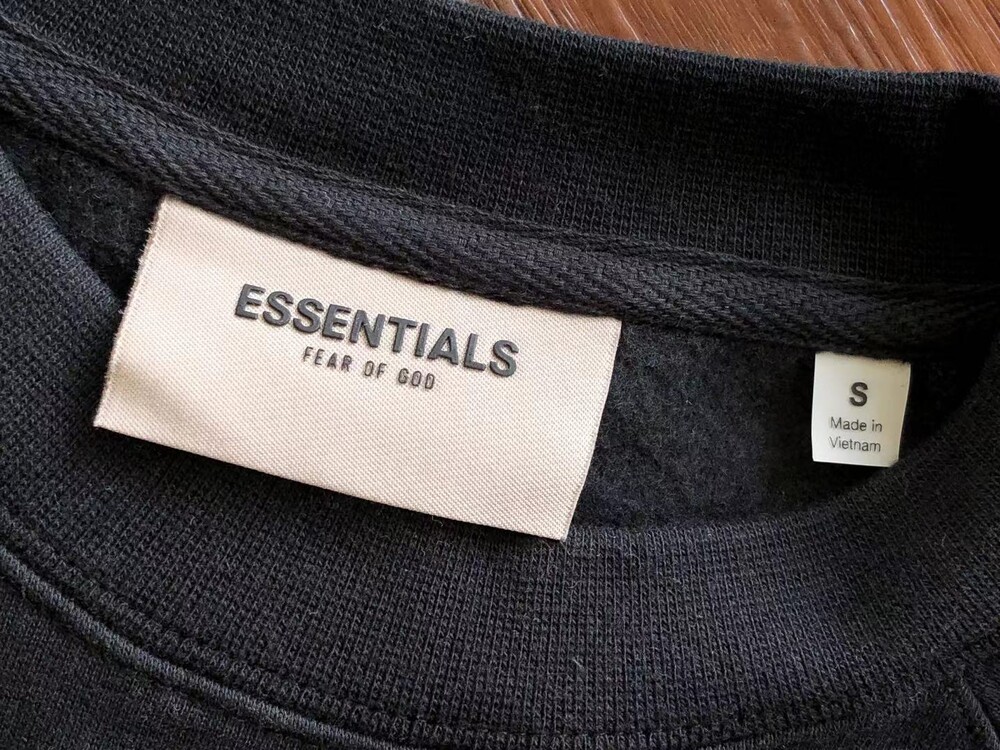 ESSENTIALS
FEAR OF GOD
S
Made in
Vietnam